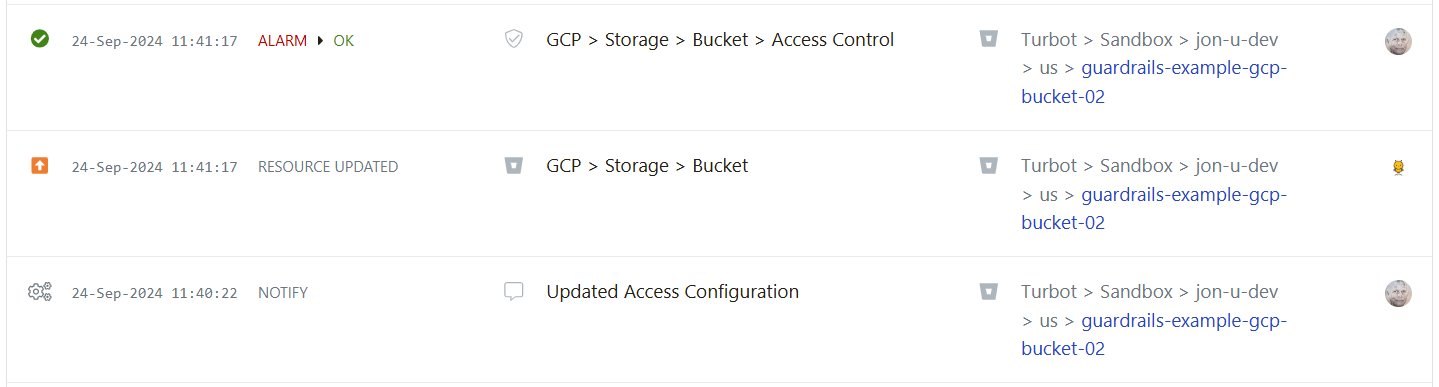 24-Sep-2024 11:41:17 ALARM OK GCP > Storage > Bucket > Access Control Turbot > Sandbox > jon-u-dev
> us > guardrails-example-gcp-
bucket-02
24-Sep-2024 11:41:17 RESOURCE UPDATED GCP > Storage > Bucket Turbot > Sandbox > jon-u-dev
> us > guardrails-example-gcp-
bucket-02
24-Sep-2024 11:40:22 NOTIFY Updated Access Configuration Turbot > Sandbox > jon-u-dev
> us > guardrails-example-gcp-
bucket-02